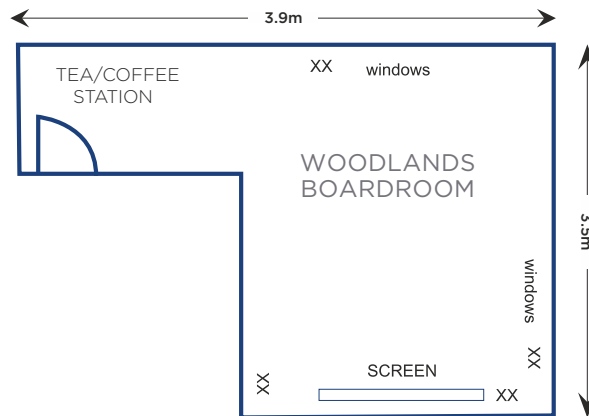 3.9m
TEA/COFFEE
STATION
XX
windows
WOODLANDS
BOARDROOM
3.5m
windows
XX
SCREEN
XX
XX